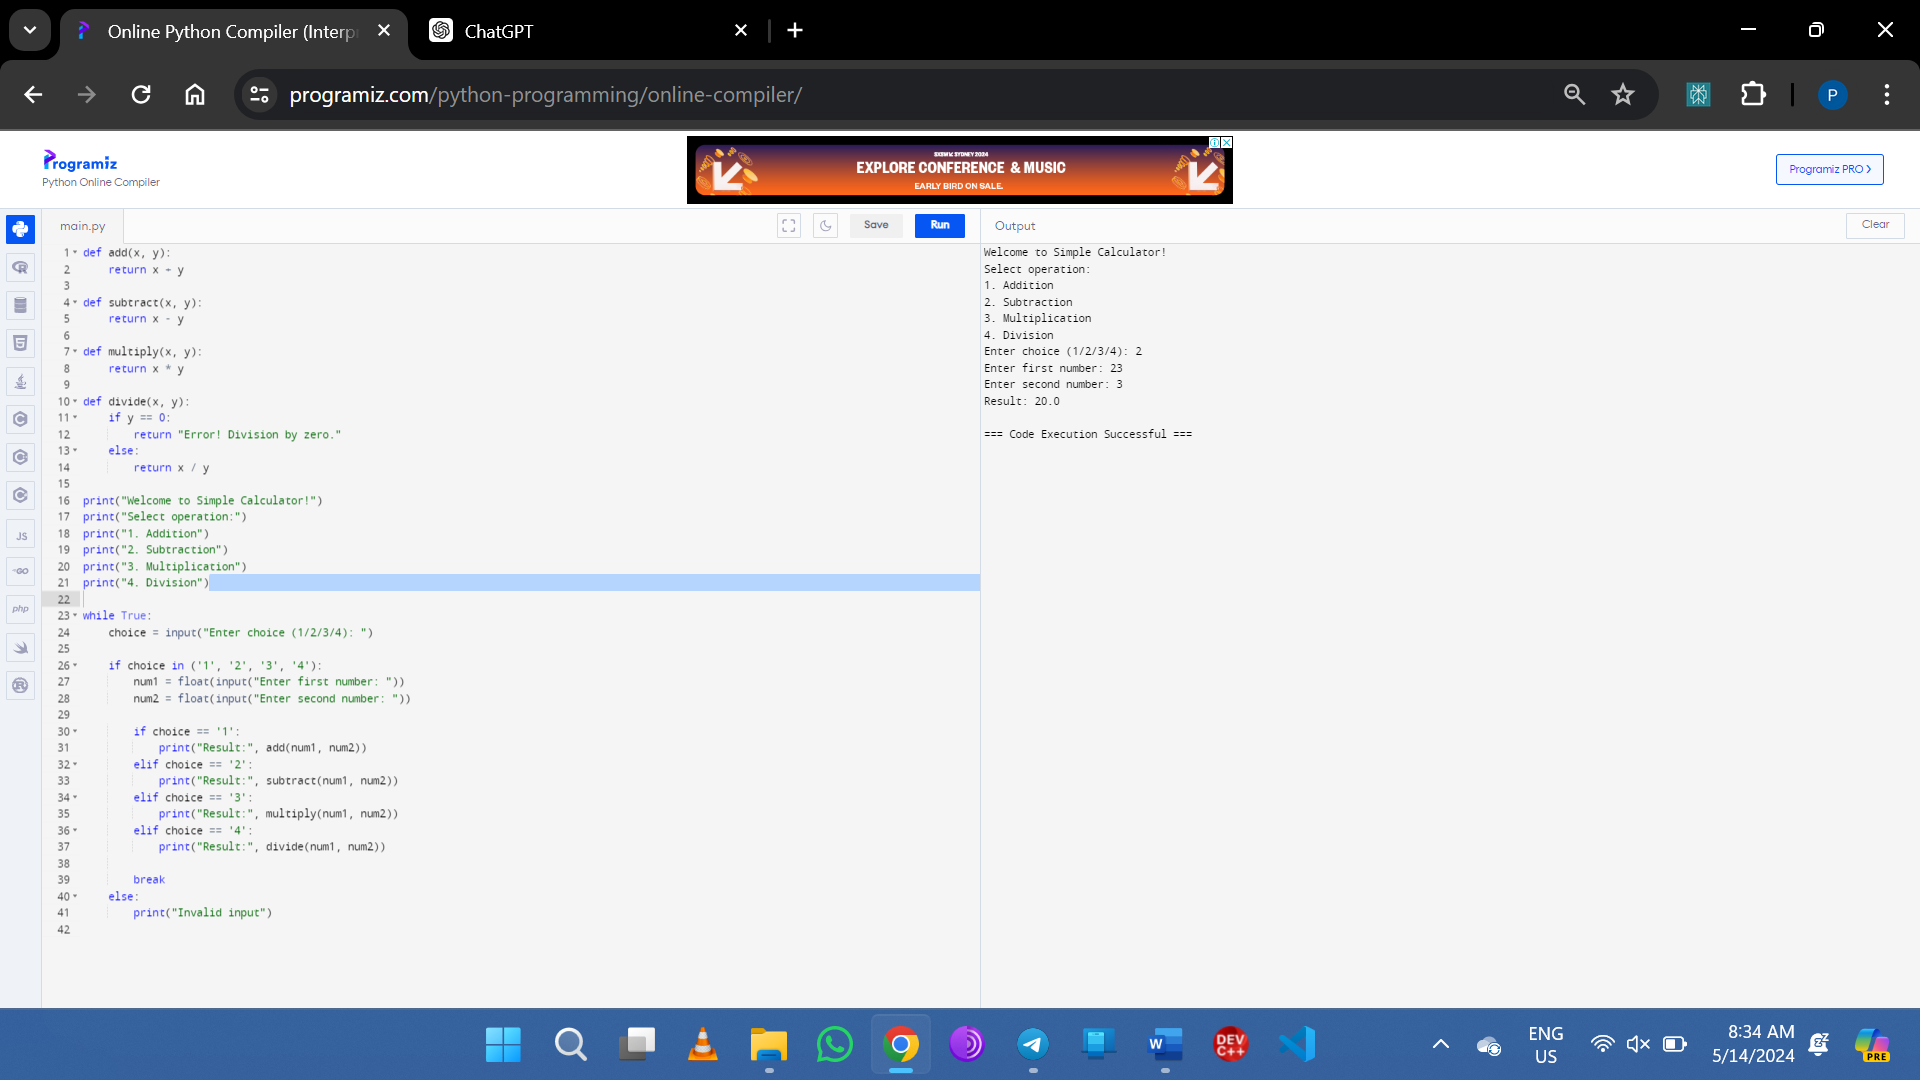 Online Python Compiler (Interp
ChatGPT
programiz.com/python-programming/online-compiler/
P
Programiz
Python Online Compiler
SXSW SYDNEY 2024
EXPLORE CONFERENCE & MUSIC
EARLY BIRD ON SALE.
Programiz PRO >
main.py
Save
Run
Output
Clear
1 def add(x, y):
2     return x + y
3
4 def subtract(x, y):
5     return x - y
6
7 def multiply(x, y):
8     return x * y
9
10 def divide(x, y):
11     if y == 0:
12         return "Error! Division by zero."
13     else:
14         return x / y
15
16 print("Welcome to Simple Calculator!")
17 print("Select operation:")
18 print("1. Addition")
19 print("2. Subtraction")
20 print("3. Multiplication")
21 print("4. Division")
22
23 while True:
24     choice = input("Enter choice (1/2/3/4): ")
25
26     if choice in ('1', '2', '3', '4'):
27         num1 = float(input("Enter first number: "))
28         num2 = float(input("Enter second number: "))
29
30         if choice == '1':
31             print("Result:", add(num1, num2))
32         elif choice == '2':
33             print("Result:", subtract(num1, num2))
34         elif choice == '3':
35             print("Result:", multiply(num1, num2))
36         elif choice == '4':
37             print("Result:", divide(num1, num2))
38
39         break
40     else:
41         print("Invalid input")
42
Welcome to Simple Calculator!
Select operation:
1. Addition
2. Subtraction
3. Multiplication
4. Division
Enter choice (1/2/3/4): 2
Enter first number: 23
Enter second number: 3
Result: 20.0
=== Code Execution Successful ===
JS
GO
php
W
DEV
C++
ENG
US
8:34 AM
5/14/2024
PRE